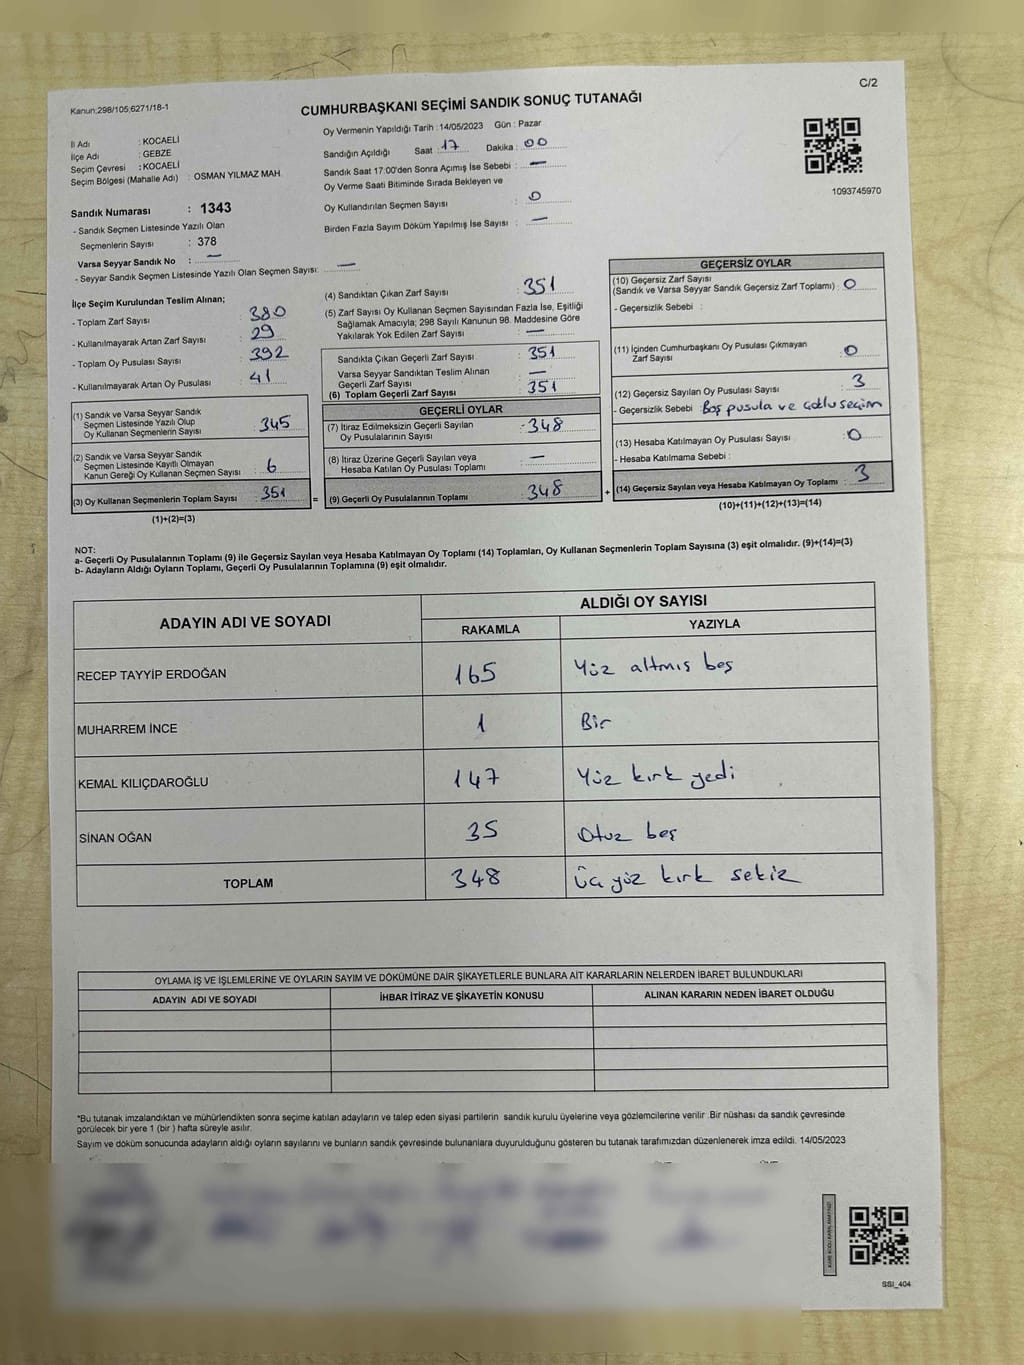 C/2
Kanun:298/105,6271/18-1
CUMHURBAŞKANI SEÇİMİ SANDIK SONUÇ TUTANAĞI
İl Adı : KOCAELİ
İlçe Adı : GEBZE
Seçim Çevresi : KOCAELİ
Seçim Bölgesi (Mahalle Adı) : OSMAN YILMAZ MAH.
Oy Vermenin Yapıldığı Tarih : 14/05/2023 Gün : Pazar
Sandığın Açıldığı Saat : 17 Dakika : 00
Sandık Saat 17:00'den Sonra Açımış İse Sebebi : —
Oy Verme Saati Bitiminde Sırada Bekleyen ve
Oy Kullandırılan Seçmen Sayısı : 0
Birden Fazla Sayım Döküm Yapılmış İse Sayısı : —
1093745970
Sandık Numarası : 1343
- Sandık Seçmen Listesinde Yazılı Olan
Seçmenlerin Sayısı : 378
Varsa Seyyar Sandık No : —
- Seyyar Sandık Seçmen Listesinde Yazılı Olan Seçmen Sayısı: —
İlçe Seçim Kurulundan Teslim Alınan;
- Toplam Zarf Sayısı : 380
- Kullanılmayarak Artan Zarf Sayısı : 29
- Toplam Oy Pusulası Sayısı : 392
- Kullanılmayarak Artan Oy Pusulası : 41
(1) Sandık ve Varsa Seyyar Sandık
Seçmen Listesinde Yazılı Olup
Oy Kullanan Seçmenlerin Sayısı : 345
(2) Sandık ve Varsa Seyyar Sandık
Seçmen Listesinde Kayıtlı Olmayan
Kanun Gereği Oy Kullanan Seçmen Sayısı : 6
(3) Oy Kullanan Seçmenlerin Toplam Sayısı : 351 =
(1)+(2)=(3)
(4) Sandıktan Çıkan Zarf Sayısı : 351
(5) Zarf Sayısı Oy Kullanan Seçmen Sayısından Fazla İse, Eşitliği
Sağlamak Amacıyla; 298 Sayılı Kanunun 98. Maddesine Göre
Yakılarak Yok Edilen Zarf Sayısı : —
Sandıkta Çıkan Geçerli Zarf Sayısı : 351
Varsa Seyyar Sandıktan Teslim Alınan
Geçerli Zarf Sayısı : —
(6) Toplam Geçerli Zarf Sayısı : 351
GEÇERLİ OYLAR
(7) İtiraz Edilmeksizin Geçerli Sayılan
Oy Pusulalarının Sayısı : 348
(8) İtiraz Üzerine Geçerli Sayılan veya
Hesaba Katılan Oy Pusulası Toplamı : —
(9) Geçerli Oy Pusulalarının Toplamı : 348 +
GEÇERSİZ OYLAR
(10) Geçersiz Zarf Sayısı
(Sandık ve Varsa Seyyar Sandık Geçersiz Zarf Toplamı) : 0
- Geçersizlik Sebebi :
(11) İçinden Cumhurbaşkanı Oy Pusulası Çıkmayan
Zarf Sayısı : 0
(12) Geçersiz Sayılan Oy Pusulası Sayısı : 3
- Geçersizlik Sebebi : Boş pusula ve çoklu seçim
(13) Hesaba Katılmayan Oy Pusulası Sayısı : 0
- Hesaba Katılmama Sebebi :
(14) Geçersiz Sayılan veya Hesaba Katılmayan Oy Toplamı : 3
(10)+(11)+(12)+(13)=(14)
NOT:
a- Geçerli Oy Pusulalarının Toplamı (9) ile Geçersiz Sayılan veya Hesaba Katılmayan Oy Toplamı (14) Toplamları, Oy Kullanan Seçmenlerin Toplam Sayısına (3) eşit olmalıdır. (9)+(14)=(3)
b- Adayların Aldığı Oyların Toplamı, Geçerli Oy Pusulalarının Toplamına (9) eşit olmalıdır.
ADAYIN ADI VE SOYADI
ALDIĞI OY SAYISI
RAKAMLA YAZIYLA
RECEP TAYYİP ERDOĞAN 165 Yüz altmış beş
MUHARREM İNCE 1 Bir
KEMAL KILIÇDAROĞLU 147 Yüz kırk yedi
SİNAN OĞAN 35 Otuz beş
TOPLAM 348 Üç yüz kırk sekiz
OYLAMA İŞ VE İŞLEMLERİNE VE OYLARIN SAYIM VE DÖKÜMÜNE DAİR ŞİKAYETLERLE BUNLARA AİT KARARLARIN NELERDEN İBARET BULUNDUKLARI
ADAYIN ADI VE SOYADI İHBAR İTİRAZ VE ŞİKAYETİN KONUSU ALINAN KARARIN NEDEN İBARET OLDUĞU
*Bu tutanak imzalandıktan ve mühürlendikten sonra seçime katılan adayların ve talep eden siyasi partilerin sandık kurulu üyelerine veya gözlemcilerine verilir .Bir nüshası da sandık çevresinde
görülecek bir yere 1 (bir ) hafta süreyle asılır.
Sayım ve döküm sonucunda adayların aldığı oyların sayılarını ve bunların sandık çevresinde bulunanlara duyurulduğunu gösteren bu tutanak tarafımızdan düzenlenerek imza edildi. 14/05/2023
SSI_404